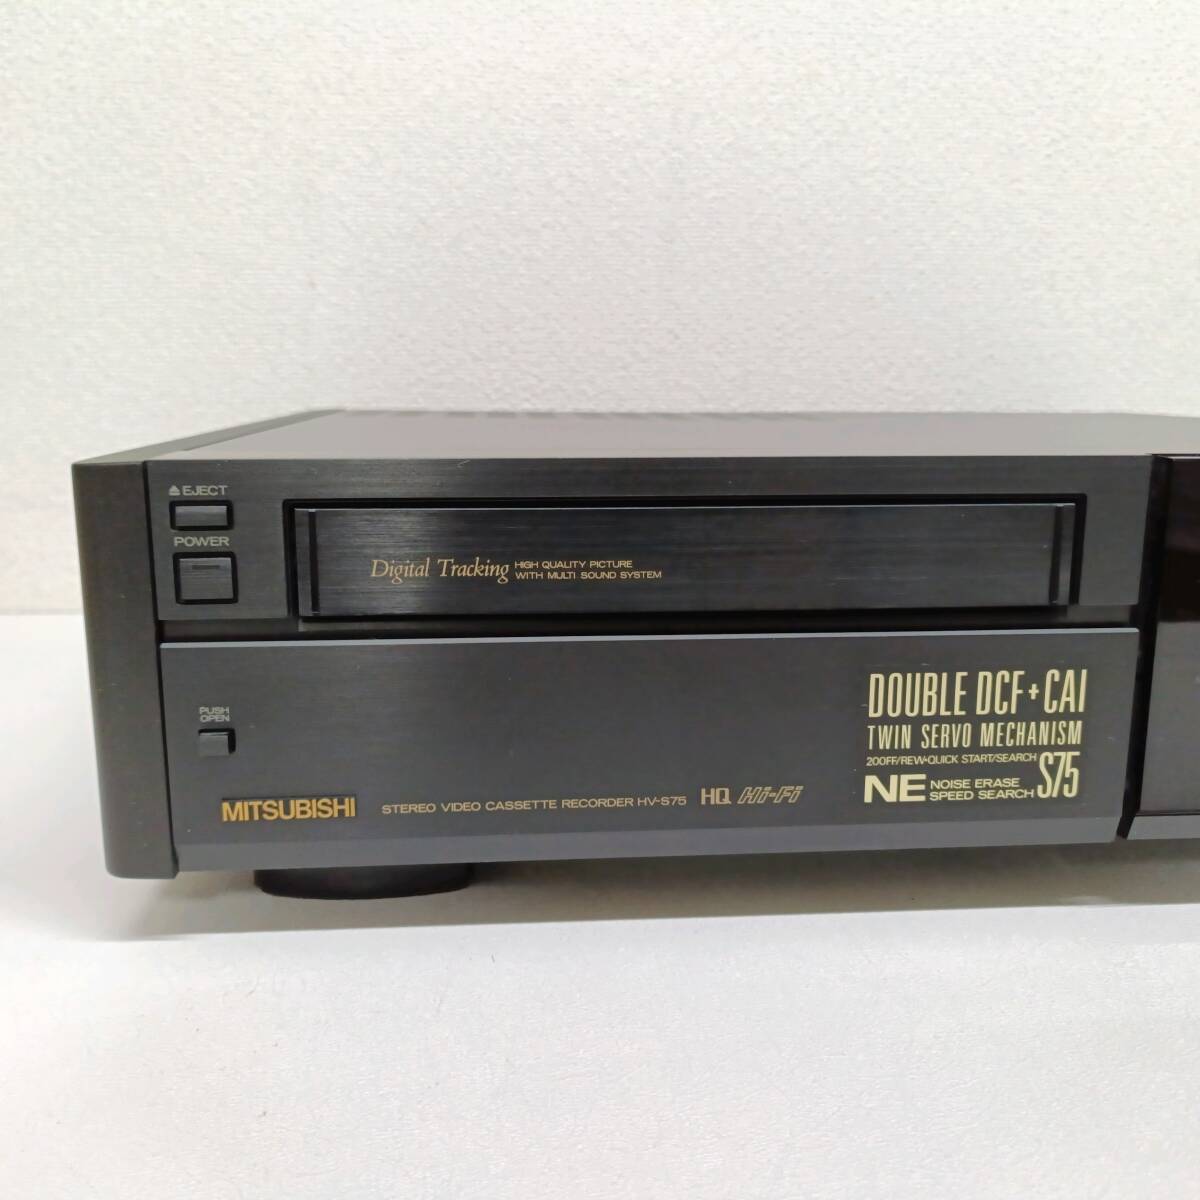 ⏏ EJECT
POWER
Digital Tracking HIGH QUALITY PICTURE
WITH MULTI SOUND SYSTEM
PUSH
OPEN
MITSUBISHI
STEREO VIDEO CASSETTE RECORDER HV-S75 HQ Hi-Fi
DOUBLE DCF+CAI
TWIN SERVO MECHANISM
200FF/REW•QUICK START/SEARCH
NE NOISE ERASE
SPEED SEARCH S75